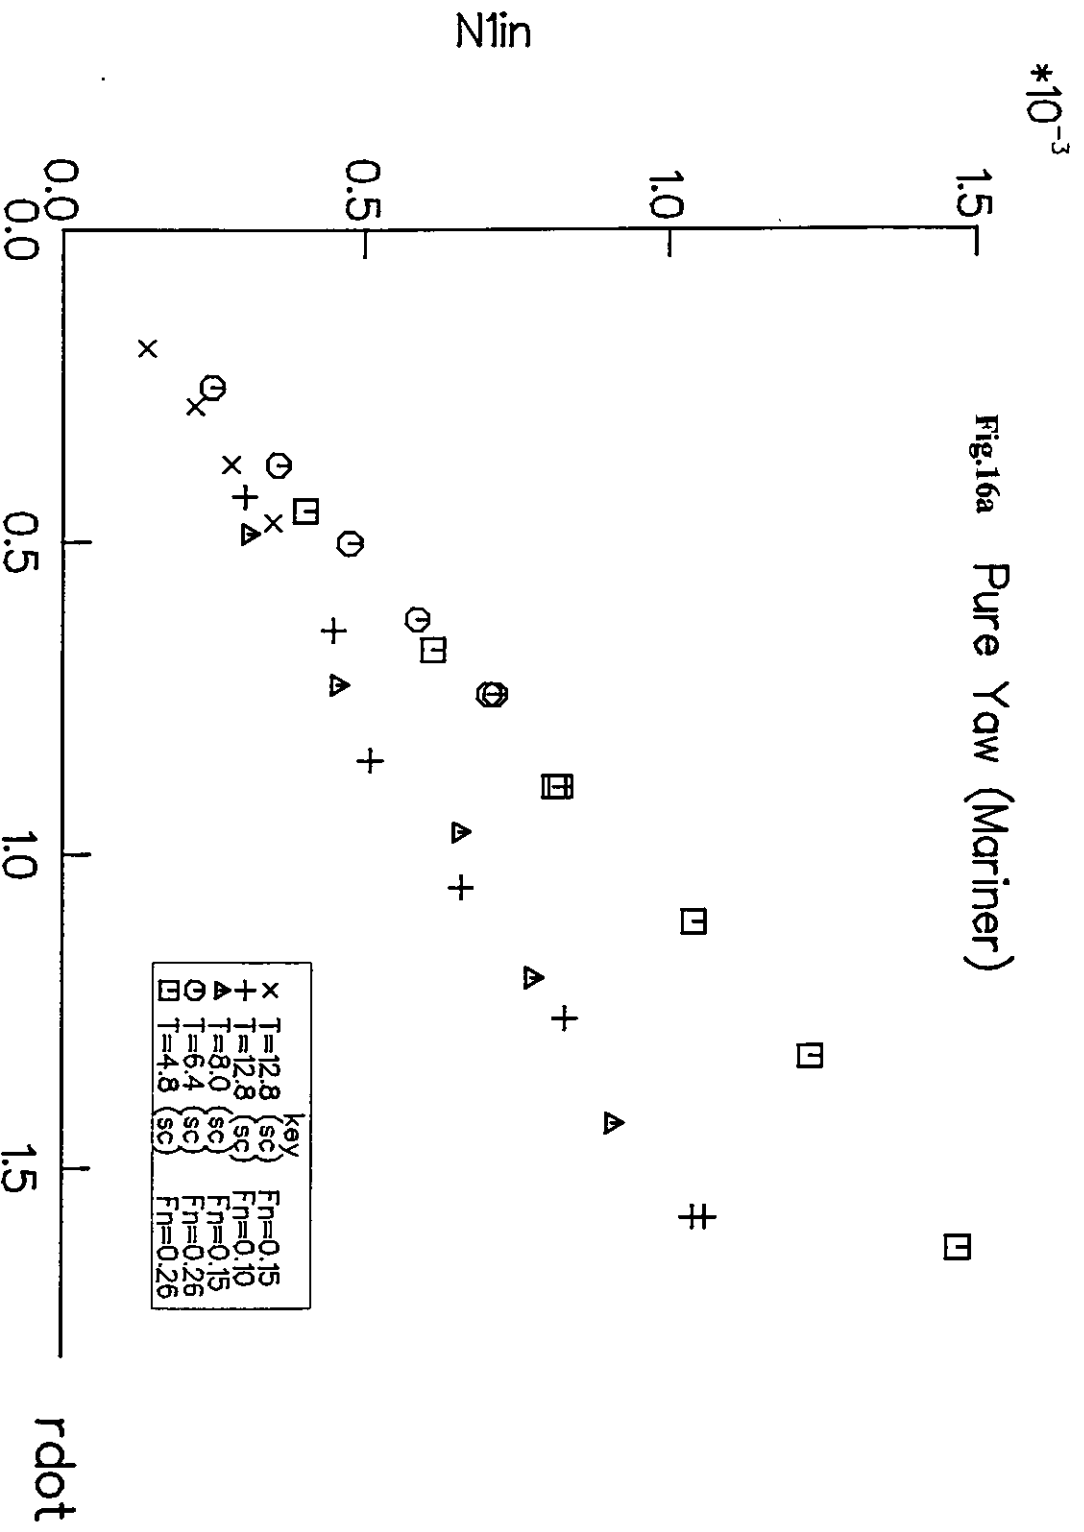 Fig.16a Pure Yaw (Mariner)
*10-3
1.5
1.0
0.5
0.0
N1in
0.0
0.5
1.0
1.5
rdot
key
× T=12.8 (sc) Fn=0.15
+ T=12.8 (sc) Fn=0.10
T=8.0 (sc) Fn=0.15
T=6.4 (sc) Fn=0.26
T=4.8 (sc) Fn=0.26